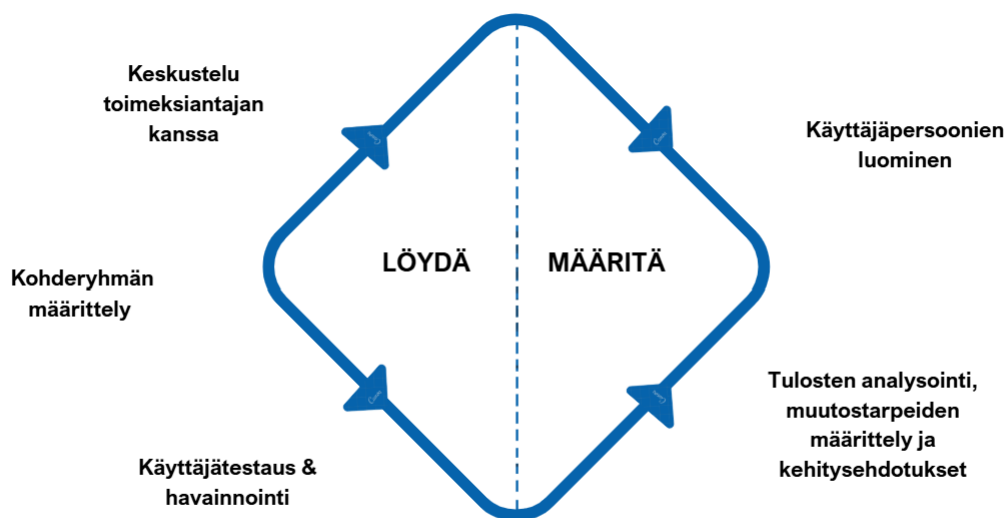 Keskustelu
toimeksiantajan
kanssa
Kohderyhmän
määrittely
Käyttäjätestaus &
havainnointi
LÖYDÄ
MÄÄRITÄ
Käyttäjäpersoonien
luominen
Tulosten analysointi,
muutostarpeiden
määrittely ja
kehitysehdotukset